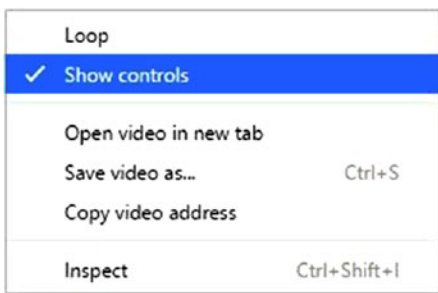 Loop
✓ Show controls
Open video in new tab
Save video as... Ctrl+S
Copy video address
Inspect Ctrl+Shift+I